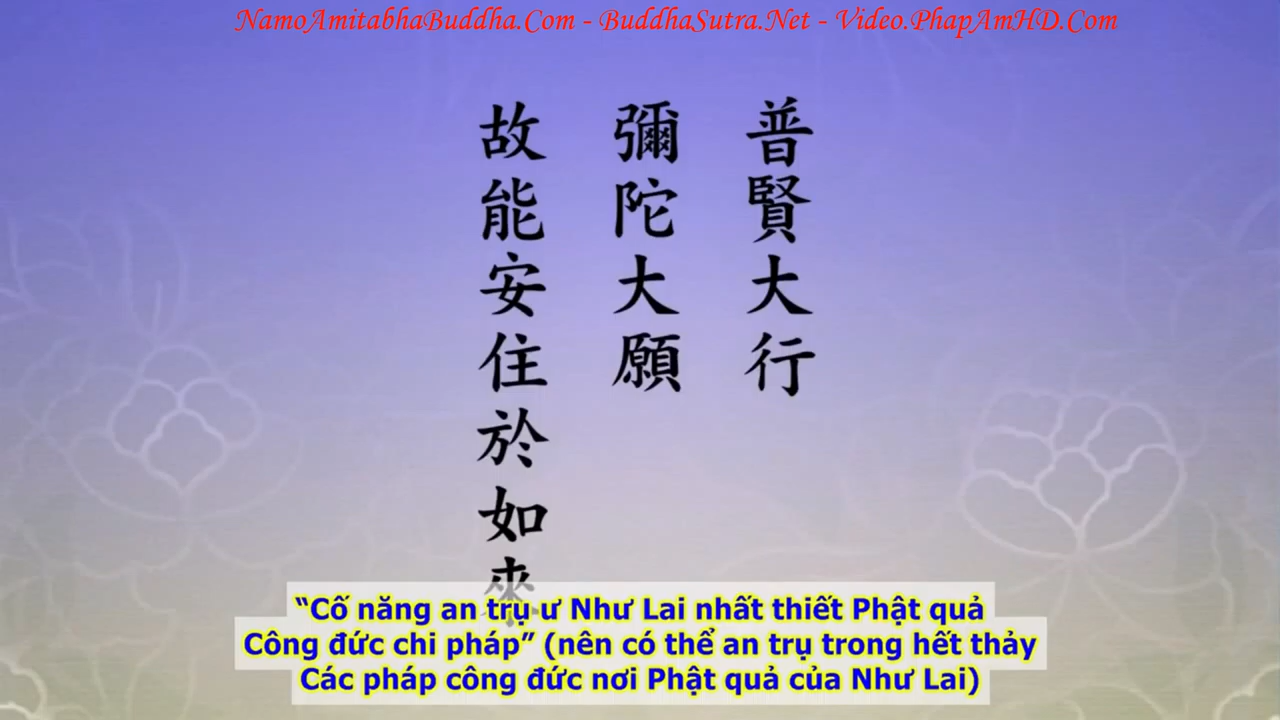 NamoAmitabhaBuddha.Com - BuddhaSutra.Net - Video.PhapAmHD.Com
普賢大行
彌陀大願
故能安住於如來
“Cố năng an trụ ư Như Lai nhất thiết Phật quả
Công đức chi pháp” (nên có thể an trụ trong hết thảy
Các pháp công đức nơi Phật quả của Như Lai)